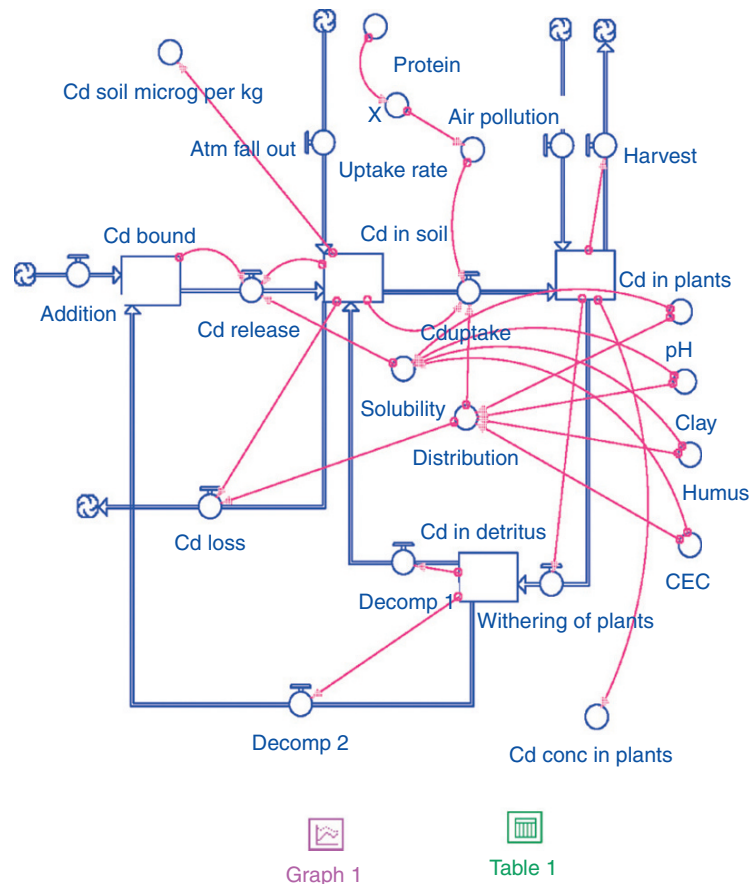 Protein
Cd soil microg per kg
X
Air pollution
Atm fall out
Uptake rate
Harvest
Cd bound
Cd in soil
Cd in plants
Addition
Cd release
Cduptake
pH
Solubility
Clay
Distribution
Humus
Cd loss
Cd in detritus
CEC
Decomp 1
Withering of plants
Decomp 2
Cd conc in plants
Graph 1
Table 1